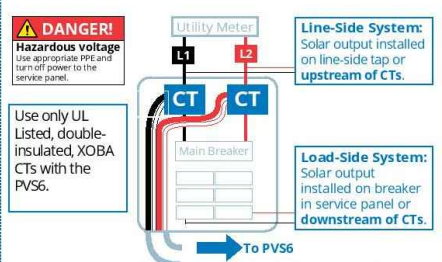 DANGER!
Hazardous voltage
Use appropriate PPE and
turn off power to the
service panel.
Use only UL
Listed, double-
insulated, XOBA
CTs with the
PVS6.
Utility Meter
L1
L2
CT
CT
Main Breaker
To PVS6
Line-Side System:
Solar output installed
on line-side tap or
upstream of CTs.
Load-Side System:
Solar output
installed on breaker
in service panel or
downstream of CTs.